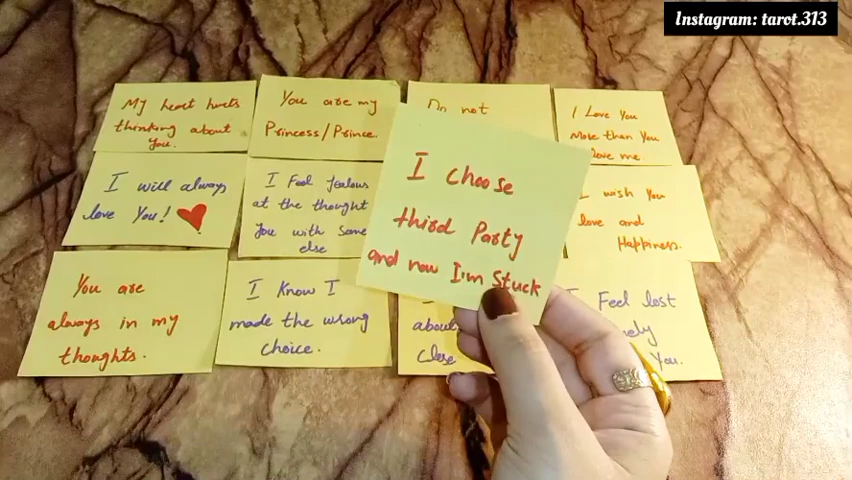 Instagram: tarot.313
My heart hurts
thinking about
you.
You are my
Princess/Prince.
Do not
I Love You
More than You
love me.
I will always
love You!
I Feel Jealous
at the thought
You with Some
else
I choose
third Party
and now I'm Stuck
I wish You
love and
Happiness.
You are
always in my
thoughts.
I Know I
made the wrong
choice.
about
Close
I Feel lost
You.